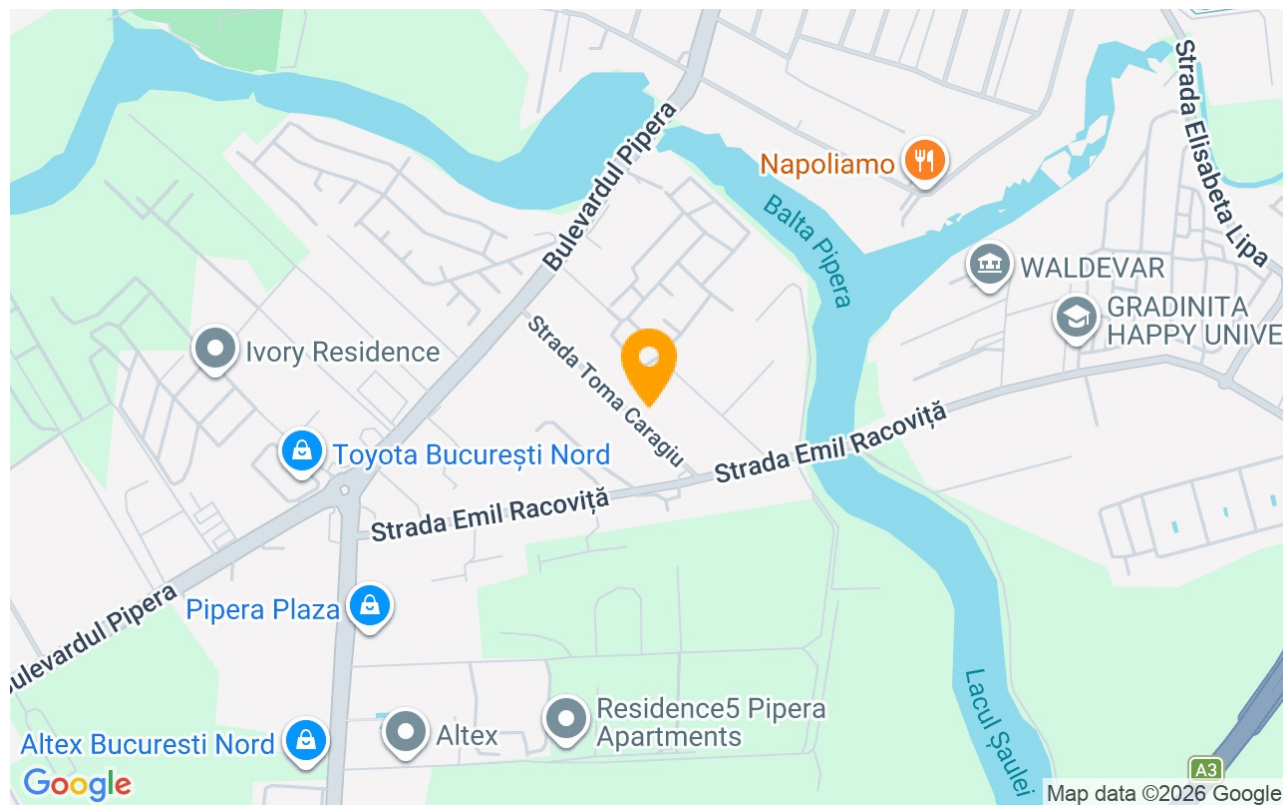 Strada Elisabeta Lipa
Bulevardul Pipera
Napoliamo
Balta Pipera
WALDEVAR
GRADINITA
HAPPY UNIVE
Ivory Residence
Strada Toma Caragiu
Toyota București Nord
Strada Emil Racoviță
Strada Emil Racoviță
Pipera Plaza
ulevardul Pipera
Lacul Șaulei
Residence5 Pipera
Apartments
Altex
Altex Bucuresti Nord
A3
Google
Map data ©2026 Google